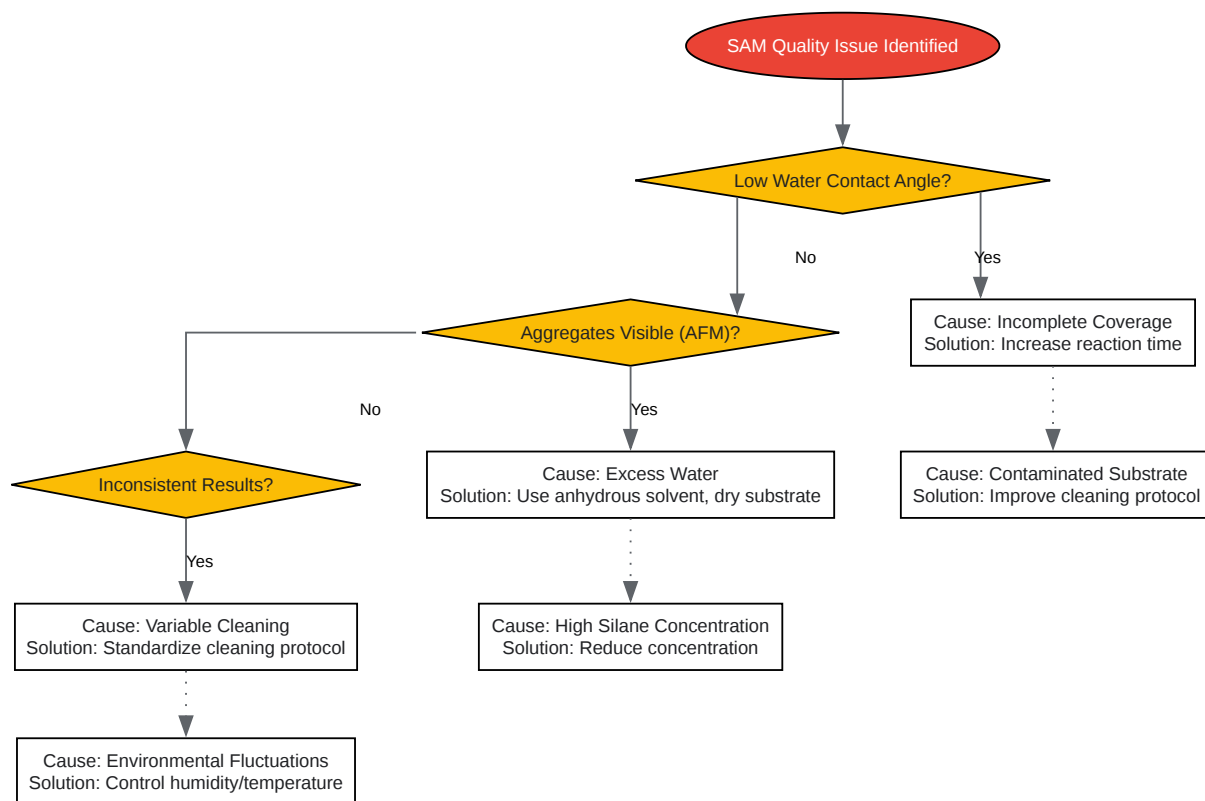 SAM Quality Issue Identified
Low Water Contact Angle?
No
Yes
Aggregates Visible (AFM)?
Cause: Incomplete Coverage
Solution: Increase reaction time
No
Yes
Inconsistent Results?
Cause: Excess Water
Solution: Use anhydrous solvent, dry substrate
Cause: Contaminated Substrate
Solution: Improve cleaning protocol
Yes
Cause: Variable Cleaning
Solution: Standardize cleaning protocol
Cause: High Silane Concentration
Solution: Reduce concentration
Cause: Environmental Fluctuations
Solution: Control humidity/temperature